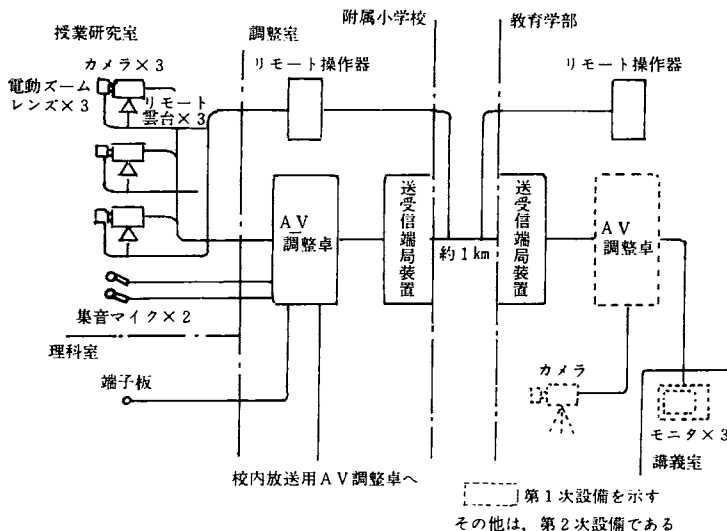 附属小学校
教育学部
授業研究室
調整室
カメラ×3
電動ズーム
レンズ×3
リモート
雲台×3
リモート操作器
リモート操作器
AV
調整卓
送受信端局装置
約1km
送受信端局装置
AV
調整卓
集音マイク×2
理科室
端子板
カメラ
モニタ×3
講義室
校内放送用AV調整卓へ
第1次設備を示す
その他は,第2次設備である